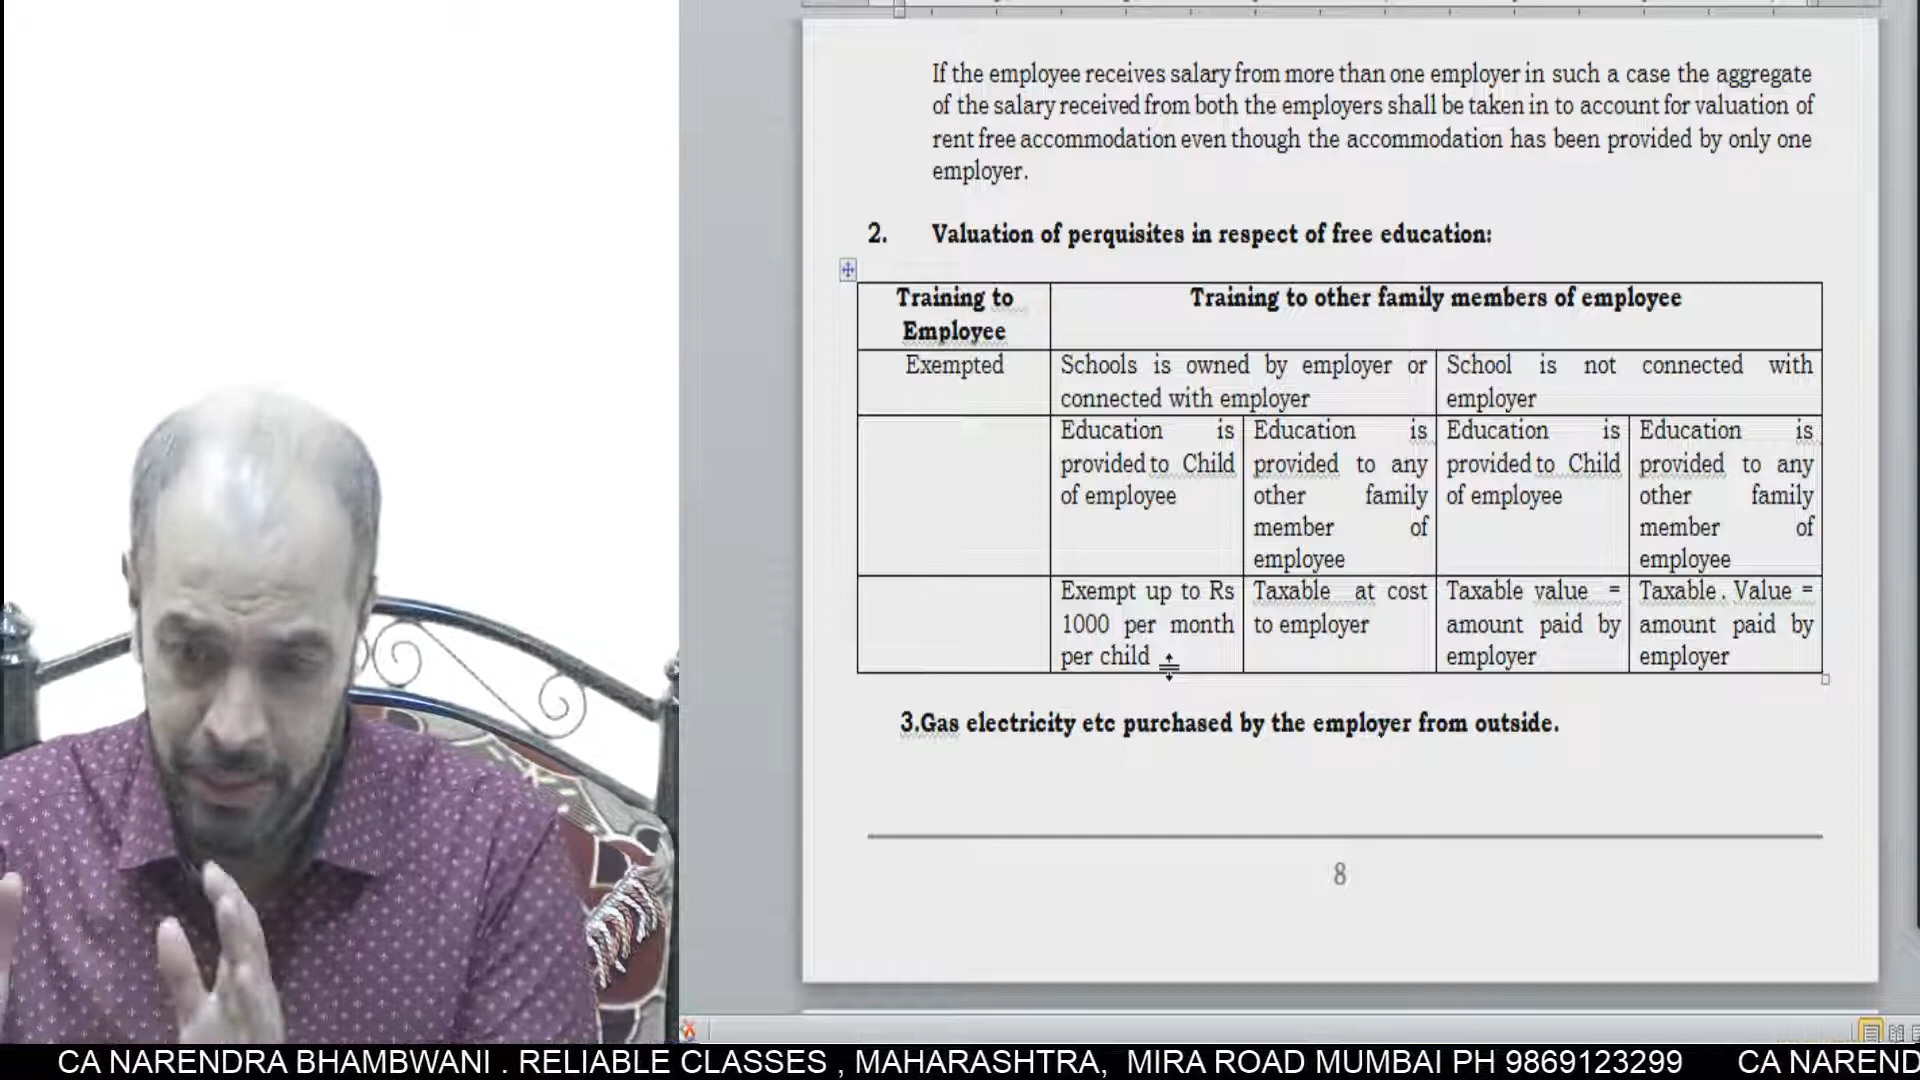 If the employee receives salary from more than one employer in such a case the aggregate
of the salary received from both the employers shall be taken in to account for valuation of
rent free accommodation even though the accommodation has been provided by only one
employer.
2. Valuation of perquisites in respect of free education:
Training to
Employee
Training to other family members of employee
Exempted
Schools is owned by employer or
connected with employer
School is not connected with
employer
Education is
provided to Child
of employee
Education is
provided to any
other family
member of
employee
Education is
provided to Child
of employee
Education is
provided to any
other family
member of
employee
Exempt up to Rs
1000 per month
per child
Taxable at cost
to employer
Taxable value =
amount paid by
employer
Taxable . Value =
amount paid by
employer
3.Gas electricity etc purchased by the employer from outside.
8
CA NARENDRA BHAMBWANI . RELIABLE CLASSES , MAHARASHTRA, MIRA ROAD MUMBAI PH 9869123299 CA NAREND